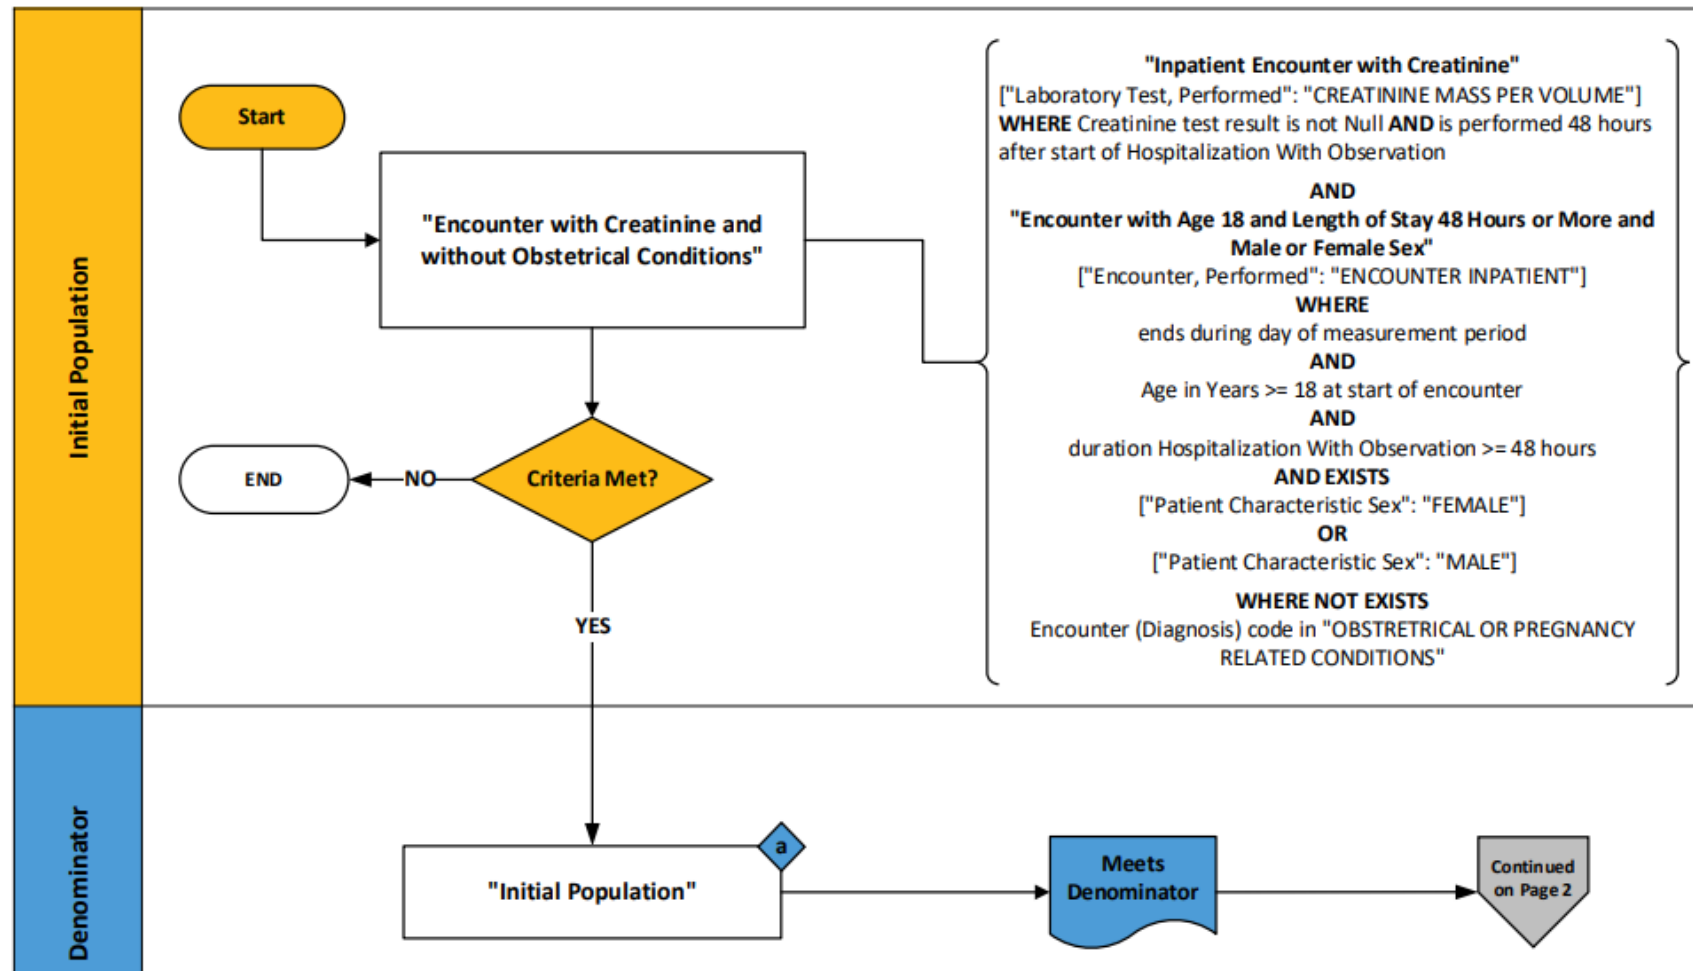 Initial Population
Start
"Encounter with Creatinine and
without Obstetrical Conditions"
Criteria Met?
NO
END
YES
"Inpatient Encounter with Creatinine"
["Laboratory Test, Performed": "CREATININE MASS PER VOLUME"]
WHERE Creatinine test result is not Null AND is performed 48 hours
after start of Hospitalization With Observation
AND
"Encounter with Age 18 and Length of Stay 48 Hours or More and
Male or Female Sex"
["Encounter, Performed": "ENCOUNTER INPATIENT"]
WHERE
ends during day of measurement period
AND
Age in Years >= 18 at start of encounter
AND
duration Hospitalization With Observation >= 48 hours
AND EXISTS
["Patient Characteristic Sex": "FEMALE"]
OR
["Patient Characteristic Sex": "MALE"]
WHERE NOT EXISTS
Encounter (Diagnosis) code in "OBSTRETRICAL OR PREGNANCY
RELATED CONDITIONS"
Denominator
"Initial Population"
a
Meets
Denominator
Continued
on Page 2